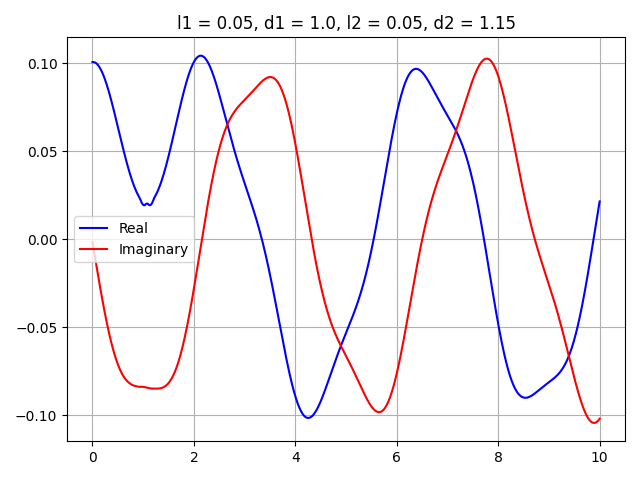 l1 = 0.05, d1 = 1.0, l2 = 0.05, d2 = 1.15
0.10
0.05
0.00
−0.05
−0.10
Real
Imaginary
0 2 4 6 8 10